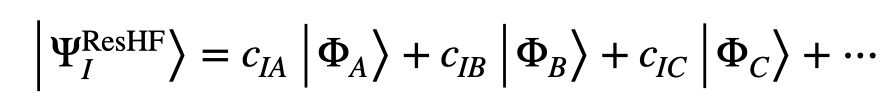 |Ψ_I^ResHF⟩ = c_IA |Φ_A⟩ + c_IB |Φ_B⟩ + c_IC |Φ_C⟩ + ⋯